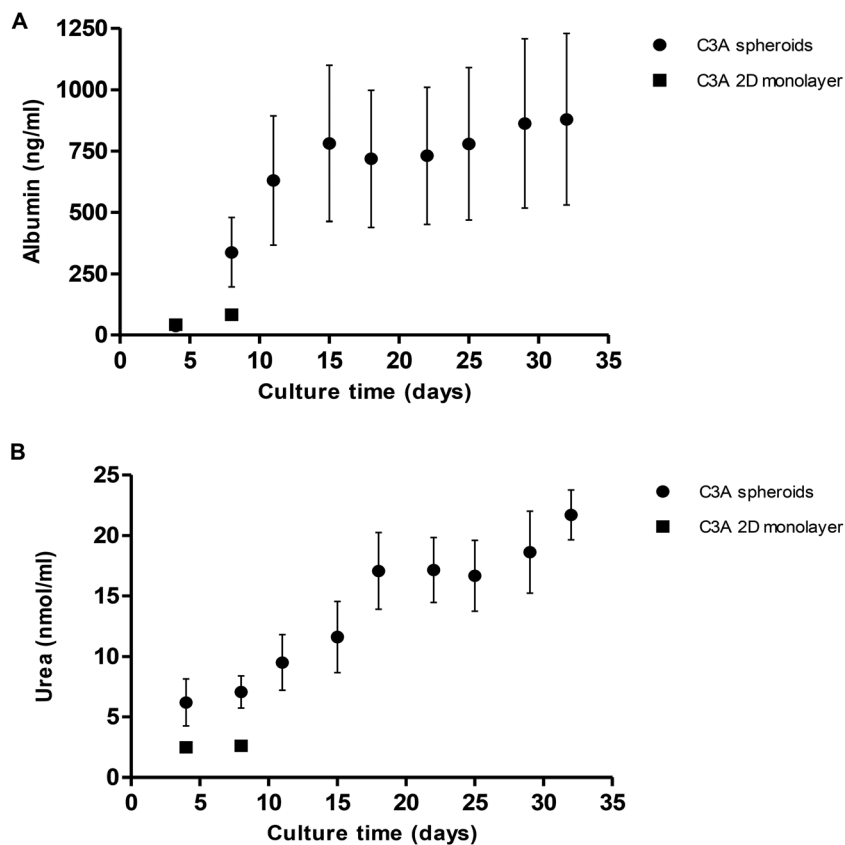 A
1250
1000
750
500
250
0
Albumin (ng/ml)
0 5 10 15 20 25 30 35
Culture time (days)
C3A spheroids
C3A 2D monolayer
B
25
20
15
10
5
0
Urea (nmol/ml)
0 5 10 15 20 25 30 35
Culture time (days)
C3A spheroids
C3A 2D monolayer